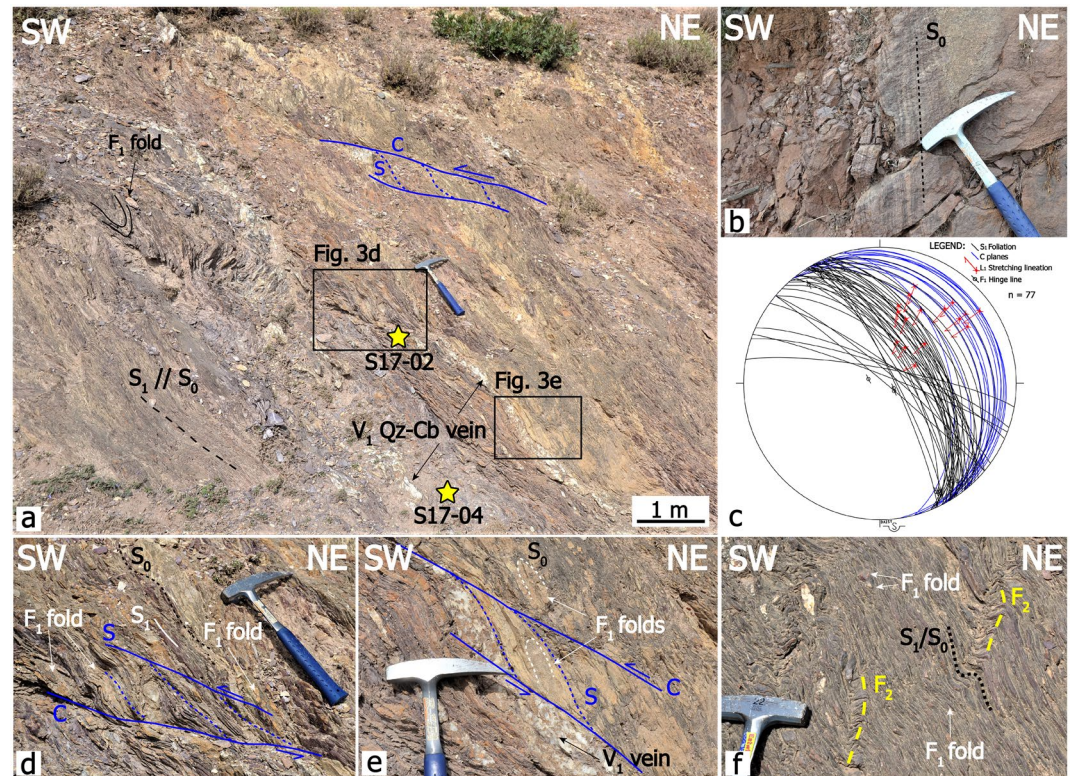 SW
NE
F₁ fold
C
S
Fig. 3d
S17-02
Fig. 3e
S₁ // S₀
V₁ Qz-Cb vein
S17-04
1 m
a
SW
NE
S₀
b
LEGEND:
S₁ Foliation
C planes
L₁ Stretching lineation
F₁ Hinge line
n = 77
S
c
SW
NE
S₀
F₁ fold
S₁
F₁ fold
S
C
d
SW
NE
S₀
F₁ folds
S
C
V₁ vein
e
SW
NE
F₁ fold
F₂
S₁/S₀
F₂
F₁ fold
f